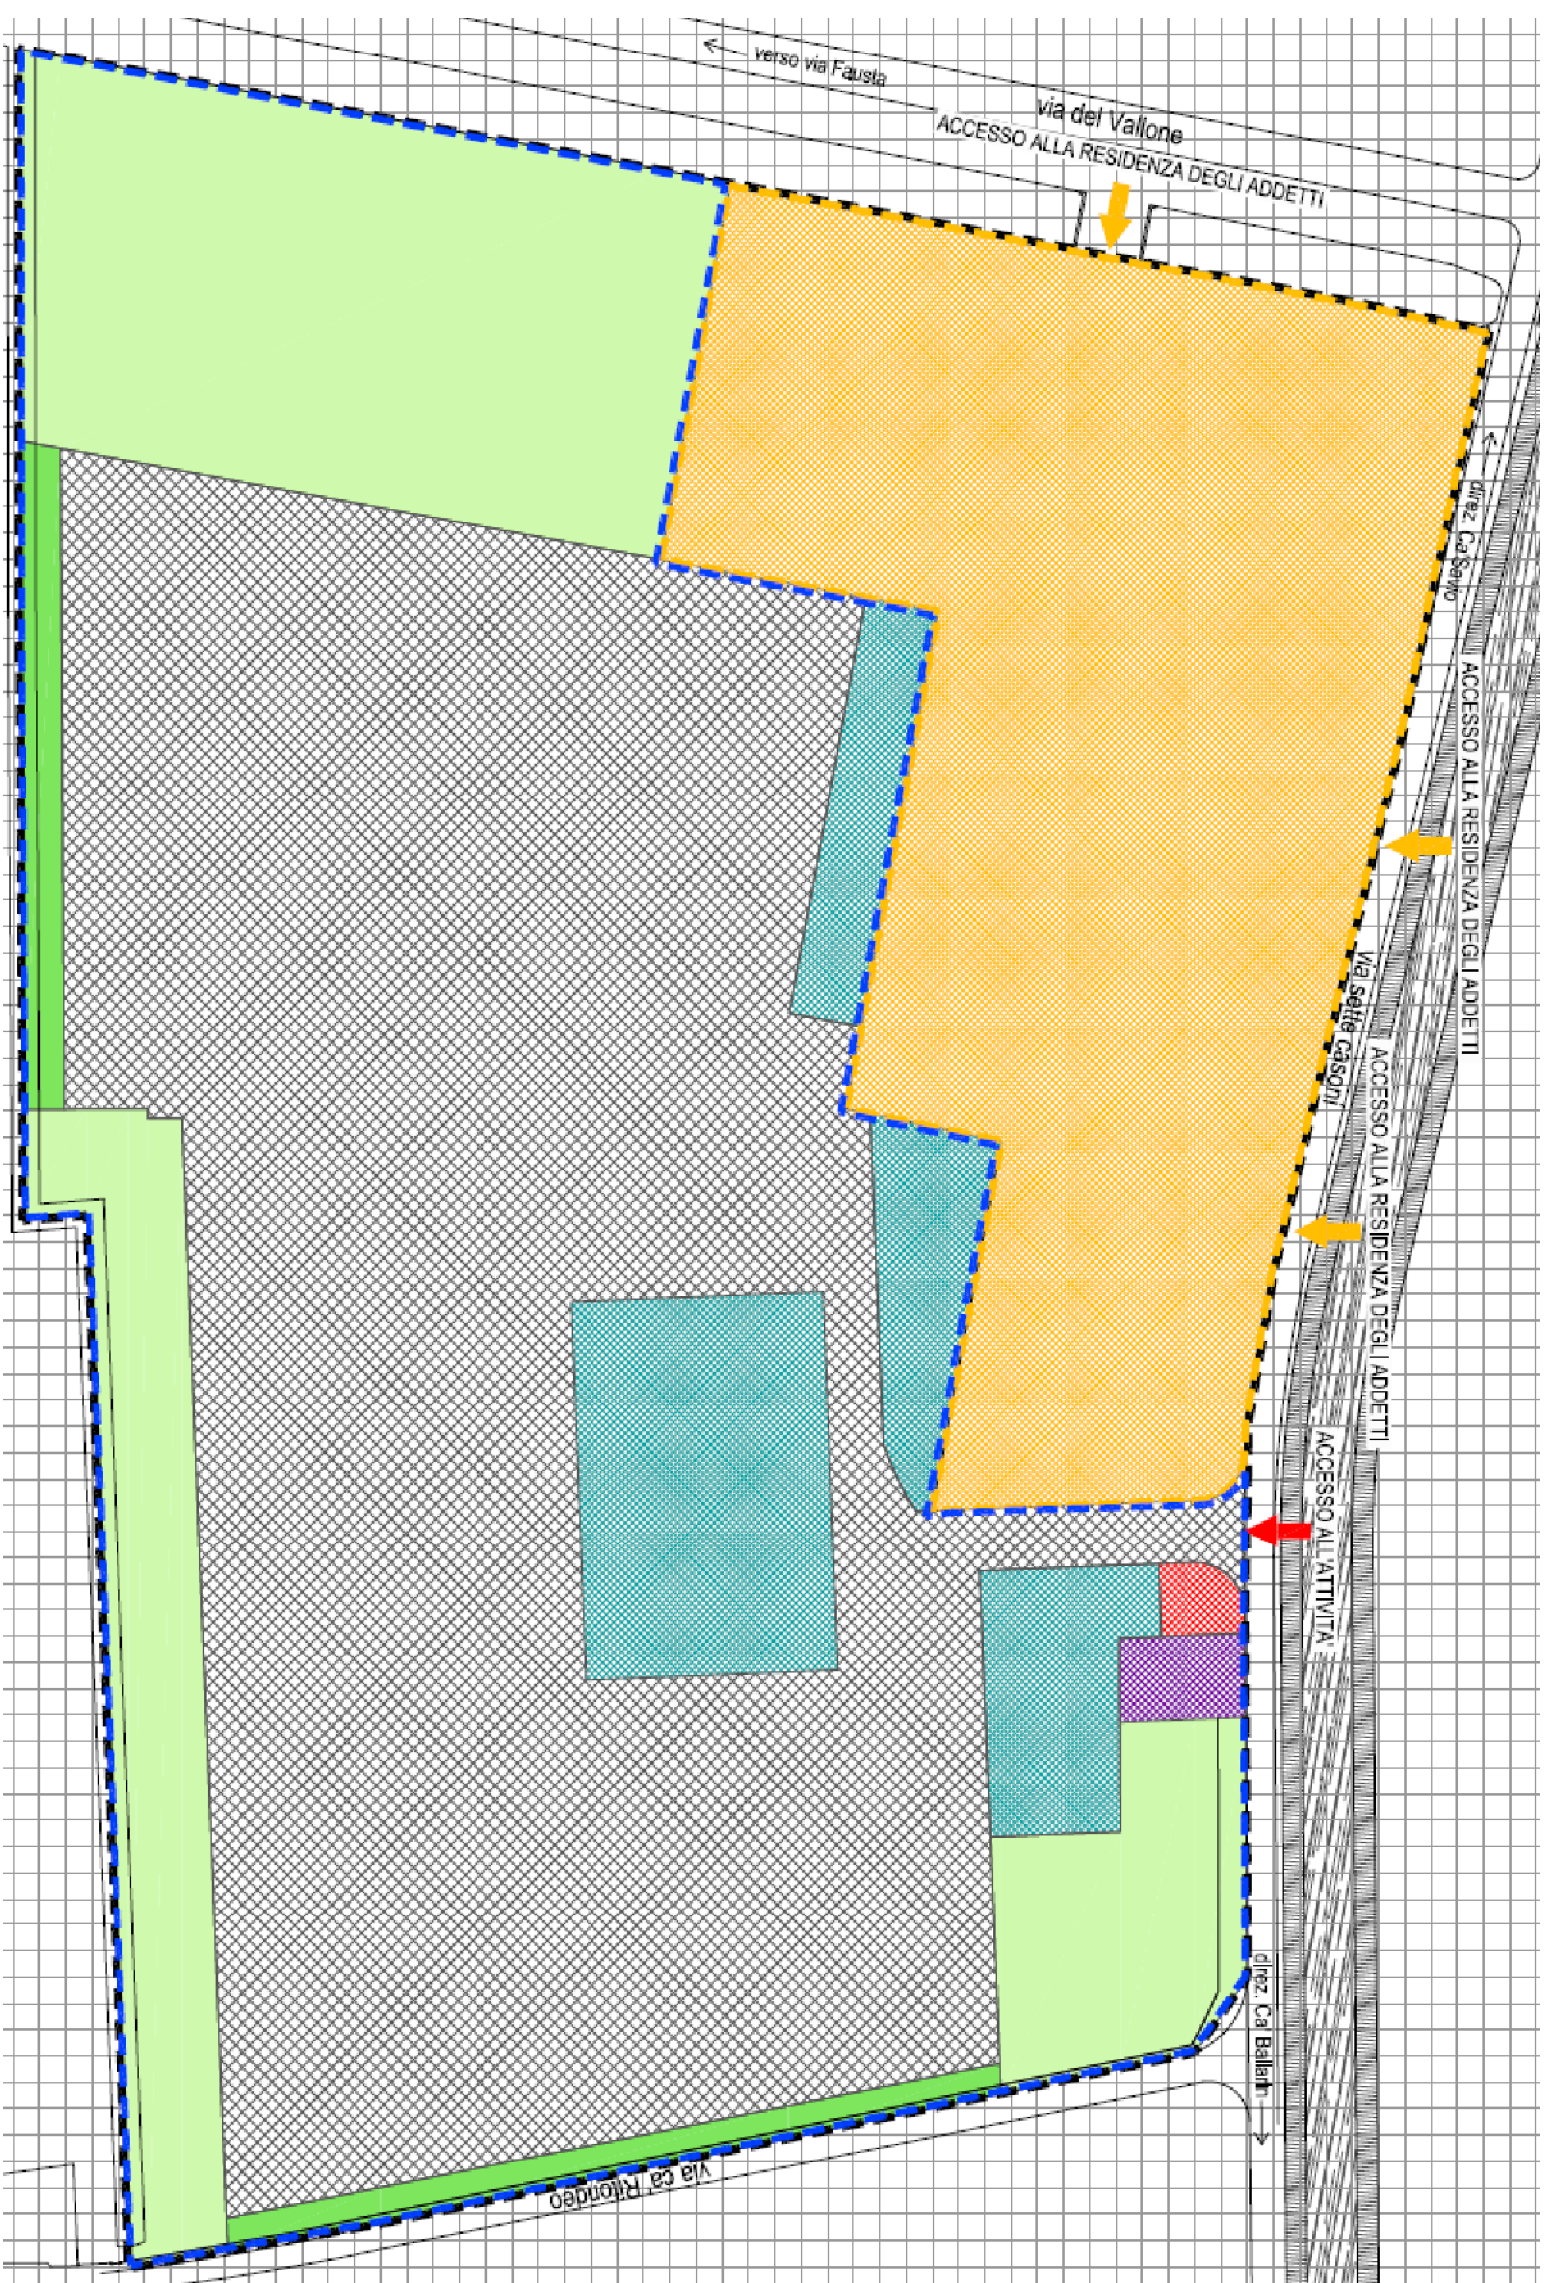 verso via Fausta
via del Vallone
ACCESSO ALLA RESIDENZA DEGLI ADDETTI
direz. Ca Savio
ACCESSO ALLA RESIDENZA DEGLI ADDETTI
via sette casoni
ACCESSO ALLA RESIDENZA DEGLI ADDETTI
ACCESSO ALL'ATTIVITA'
direz. Ca Ballarin
via ca' Ritondeo